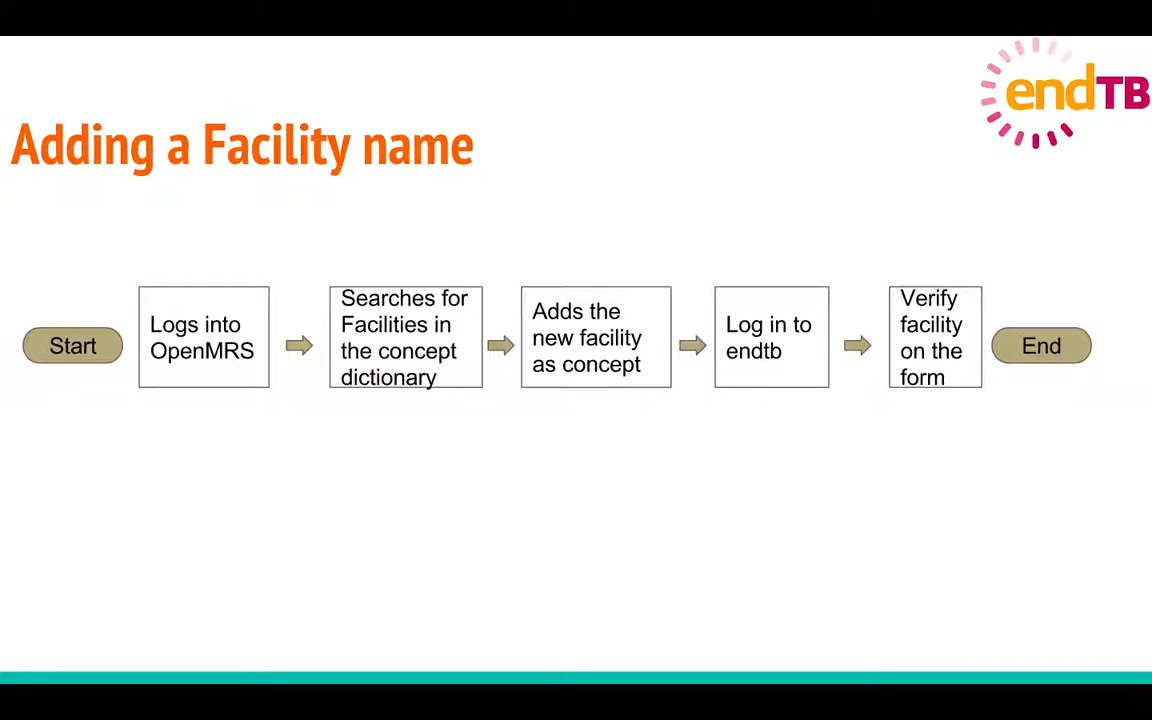 endTB
Adding a Facility name
Start
Logs into
OpenMRS
Searches for
Facilities in
the concept
dictionary
Adds the
new facility
as concept
Log in to
endtb
Verify
facility
on the
form
End